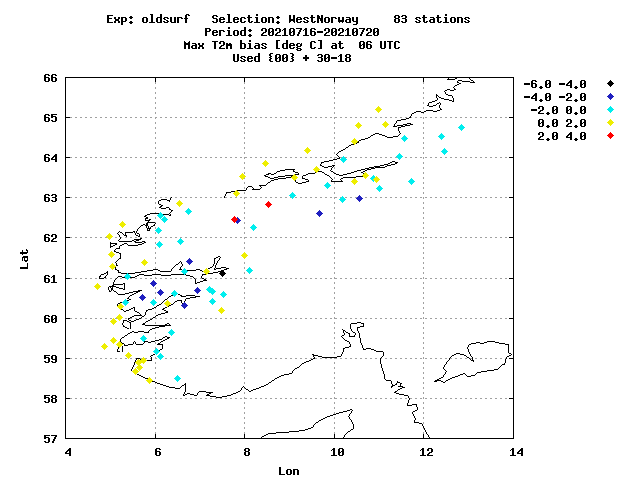 Exp: oldsurf Selection: WestNorway 83 stations
Period: 20210716-20210720
Max T2m bias [deg C] at 06 UTC
Used {00} + 30-18
66
65
64
63
62
61
60
59
58
57
Lat
4 6 8 10 12 14
Lon
-6.0 -4.0
-4.0 -2.0
-2.0 0.0
0.0 2.0
2.0 4.0